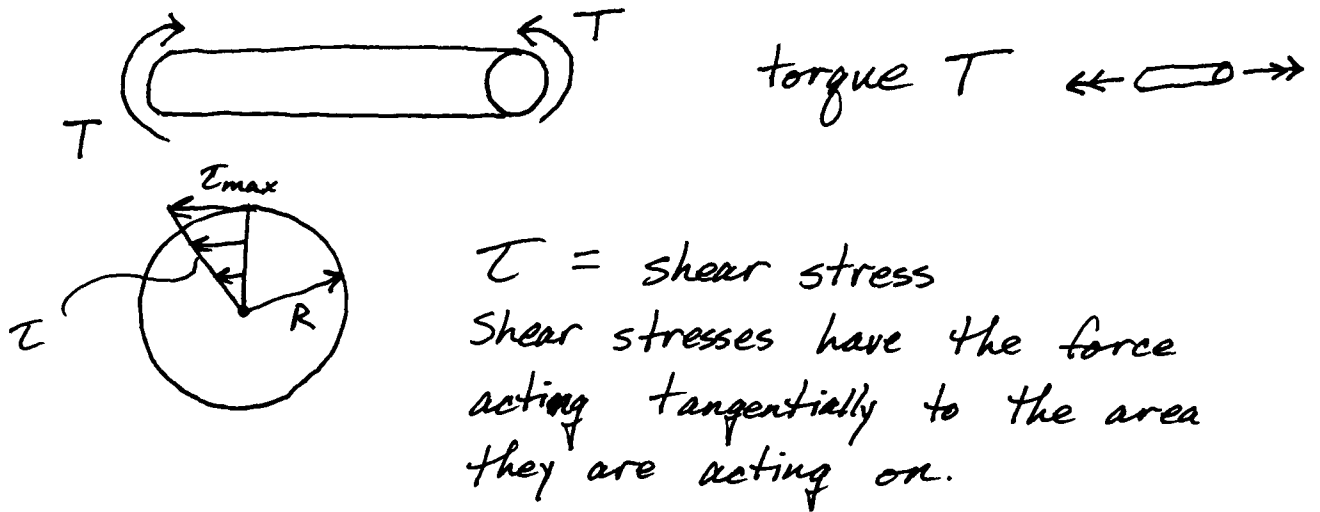 T
torque T
T
τmax
τ = shear stress
R
τ
Shear stresses have the force
acting tangentially to the area
they are acting on.